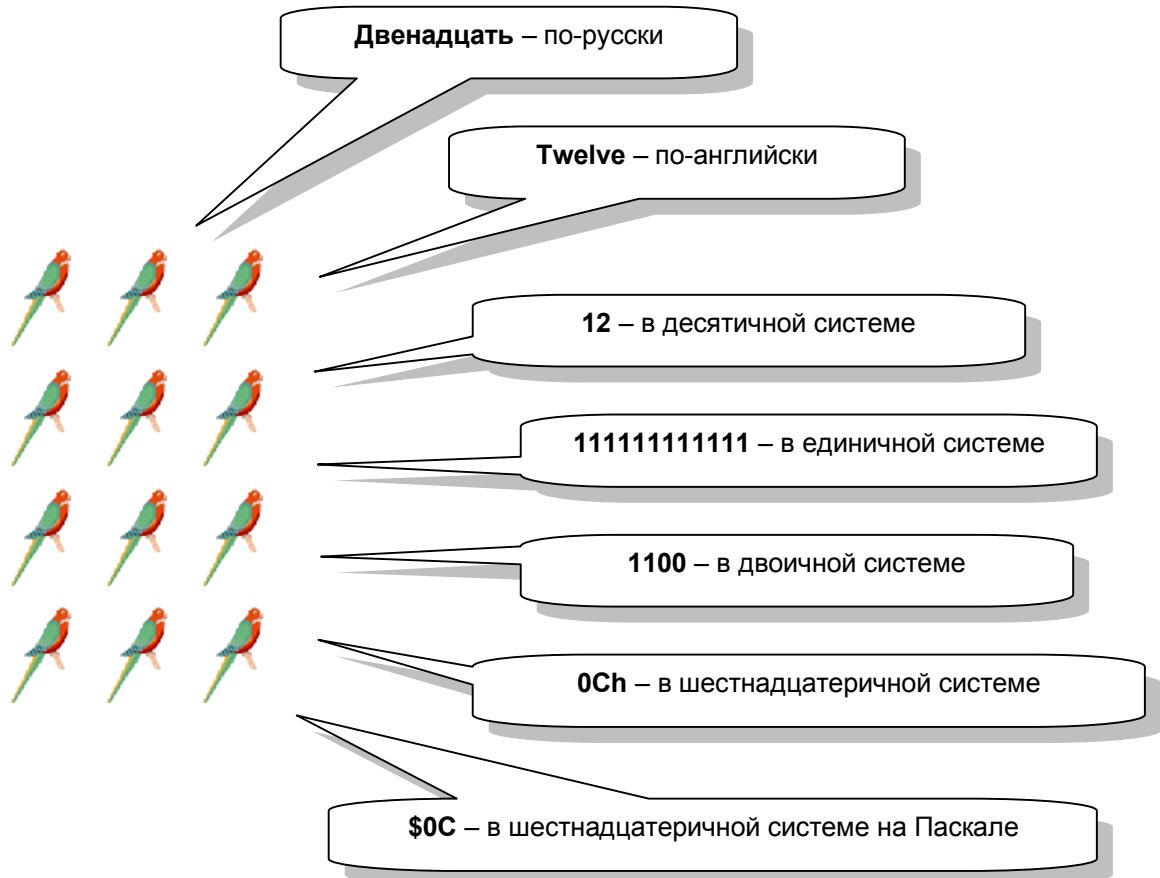 Двенадцать – по-русски
Twelve – по-английски
12 – в десятичной системе
111111111111 – в единичной системе
1100 – в двоичной системе
0Ch – в шестнадцатеричной системе
$0C – в шестнадцатеричной системе на Паскале